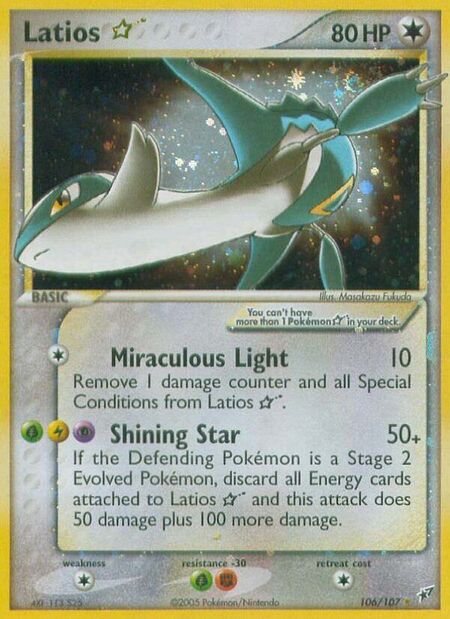 Latios ☆ 80 HP
BASIC
Illus. Masakazu Fukuda
You can't have
more than 1 Pokémon ☆ in your deck.
Miraculous Light 10
Remove 1 damage counter and all Special
Conditions from Latios ☆.
Shining Star 50+
If the Defending Pokémon is a Stage 2
Evolved Pokémon, discard all Energy cards
attached to Latios ☆ and this attack does
50 damage plus 100 more damage.
weakness resistance -30 retreat cost
©2005 Pokémon/Nintendo 106/107